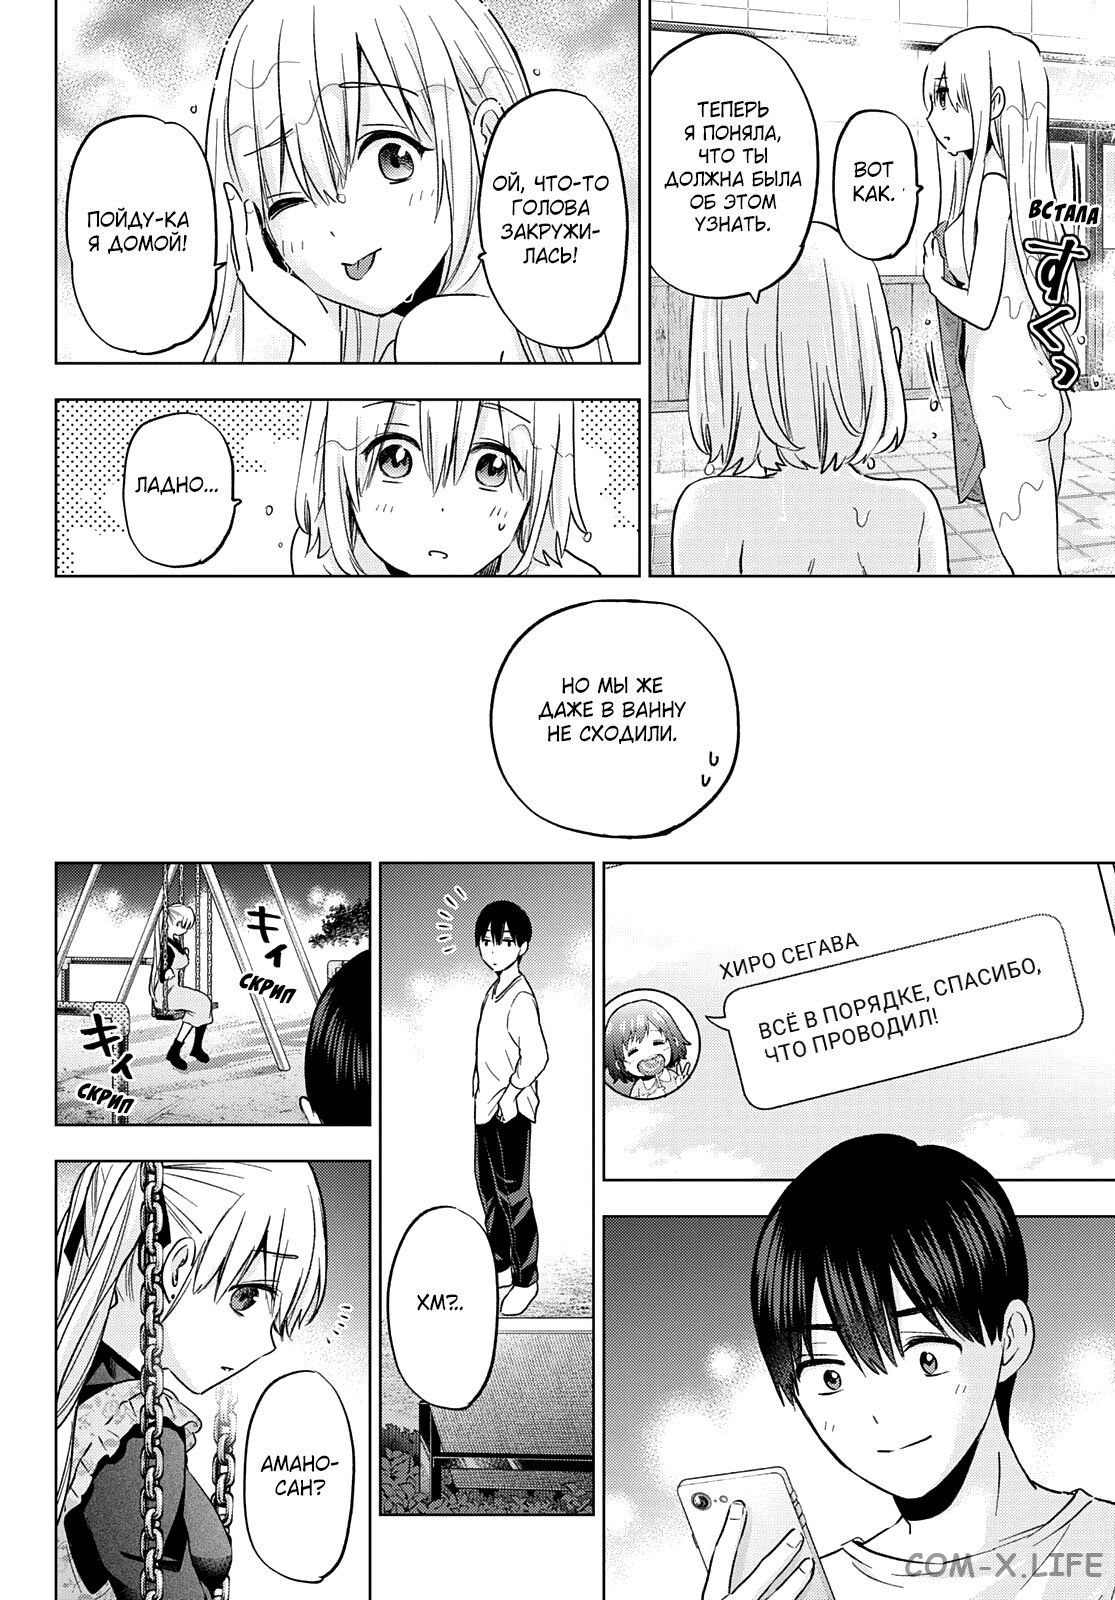 ТЕПЕРЬ
Я ПОНЯЛА,
ЧТО ТЫ
ДОЛЖНА БЫЛА
ОБ ЭТОМ
УЗНАТЬ.
ВОТ
КАК.
ВСТАЛА
すくっ
ОЙ, ЧТО-ТО
ГОЛОВА
ЗАКРУЖИ-
ЛАСЬ!
ПОЙДУ-КА
Я ДОМОЙ!
ЛАДНО...
НО МЫ ЖЕ
ДАЖЕ В ВАННУ
НЕ СХОДИЛИ.
ХИРО СЕГАВА
ВСЁ В ПОРЯДКЕ, СПАСИБО,
ЧТО ПРОВОДИЛ!
ХМ?..
キィ
СКРИП
キィ
СКРИП
АМАНО-
САН?
COM-X.LIFE